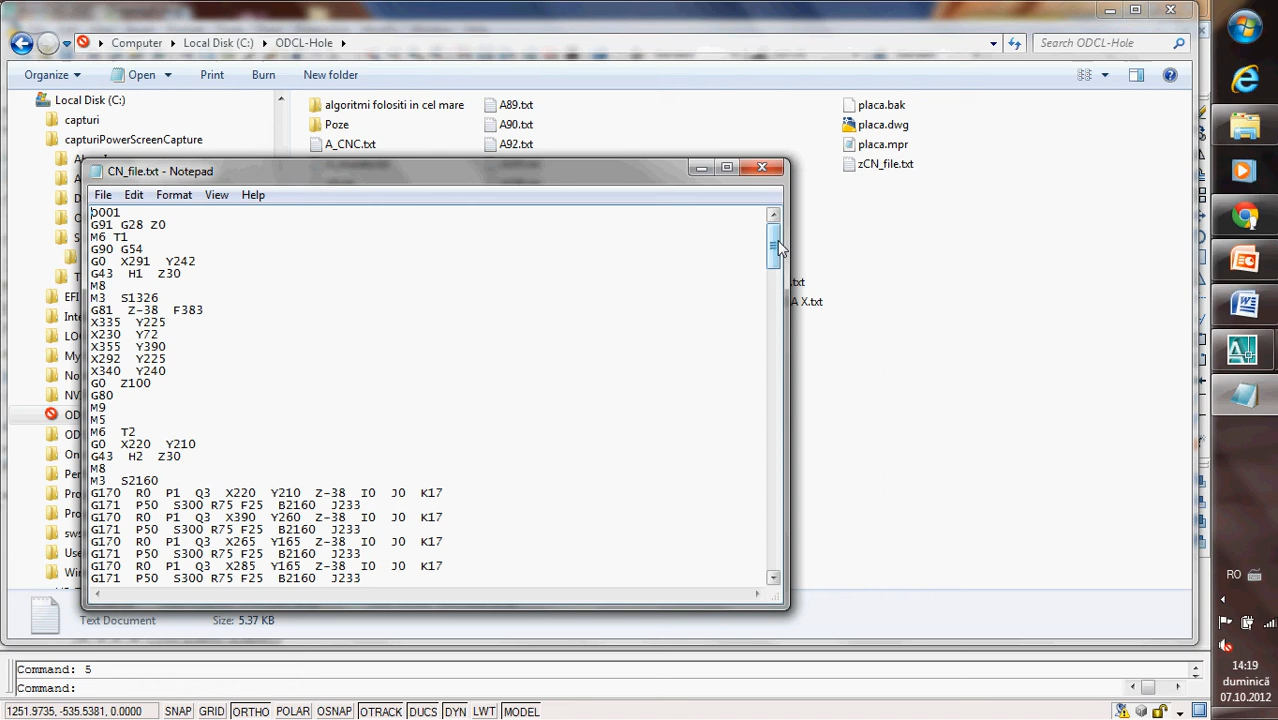 Computer
Local Disk (C:)
ODCL-Hole
Search ODCL-Hole
Organize
Open
Print
Burn
New folder
Local Disk (C:)
capturi
capturiPowerScreenCapture
algoritmi folositi in cel mare
Poze
A_CNC.txt
A89.txt
A90.txt
A92.txt
placa.bak
placa.dwg
placa.mpr
zCN_file.txt
CN_file.txt - Notepad
File Edit Format View Help
O001
G91 G28 Z0
M6 T1
G90 G54
G0 X291 Y242
G43 H1 Z30
M8
M3 S1326
G81 Z-38 F383
X335 Y225
X230 Y72
X355 Y390
X292 Y225
X340 Y240
G0 Z100
G80
M9
M5
M6 T2
G0 X220 Y210
G43 H2 Z30
M8
M3 S2160
G170 R0 P1 Q3 X220 Y210 Z-38 I0 J0 K17
G171 P50 S300 R75 F25 B2160 J233
G170 R0 P1 Q3 X390 Y260 Z-38 I0 J0 K17
G171 P50 S300 R75 F25 B2160 J233
G170 R0 P1 Q3 X265 Y165 Z-38 I0 J0 K17
G171 P50 S300 R75 F25 B2160 J233
G170 R0 P1 Q3 X285 Y165 Z-38 I0 J0 K17
G171 P50 S300 R75 F25 B2160 J233
.txt
A X.txt
Text Document
Size: 5.37 KB
Command: 5
Command:
1251.9735, -535.5381, 0.0000
SNAP GRID ORTHO POLAR OSNAP OTRACK DUCS DYN LWT MODEL
RO
14:19
duminică
07.10.2012